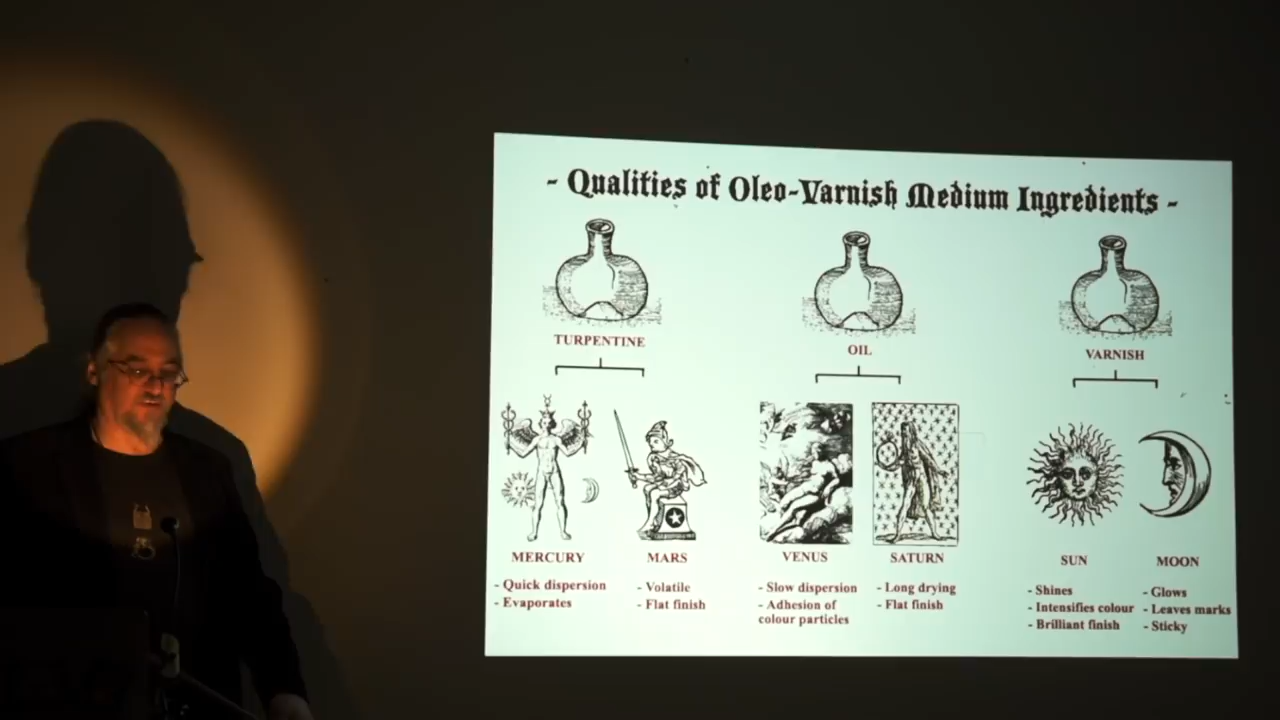 - Qualities of Oleo-Varnish Medium Ingredients -
TURPENTINE
OIL
VARNISH
MERCURY
- Quick dispersion
- Evaporates
MARS
- Volatile
- Flat finish
VENUS
- Slow dispersion
- Adhesion of
colour particles
SATURN
- Long drying
- Flat finish
SUN
- Shines
- Intensifies colour
- Brilliant finish
MOON
- Glows
- Leaves marks
- Sticky